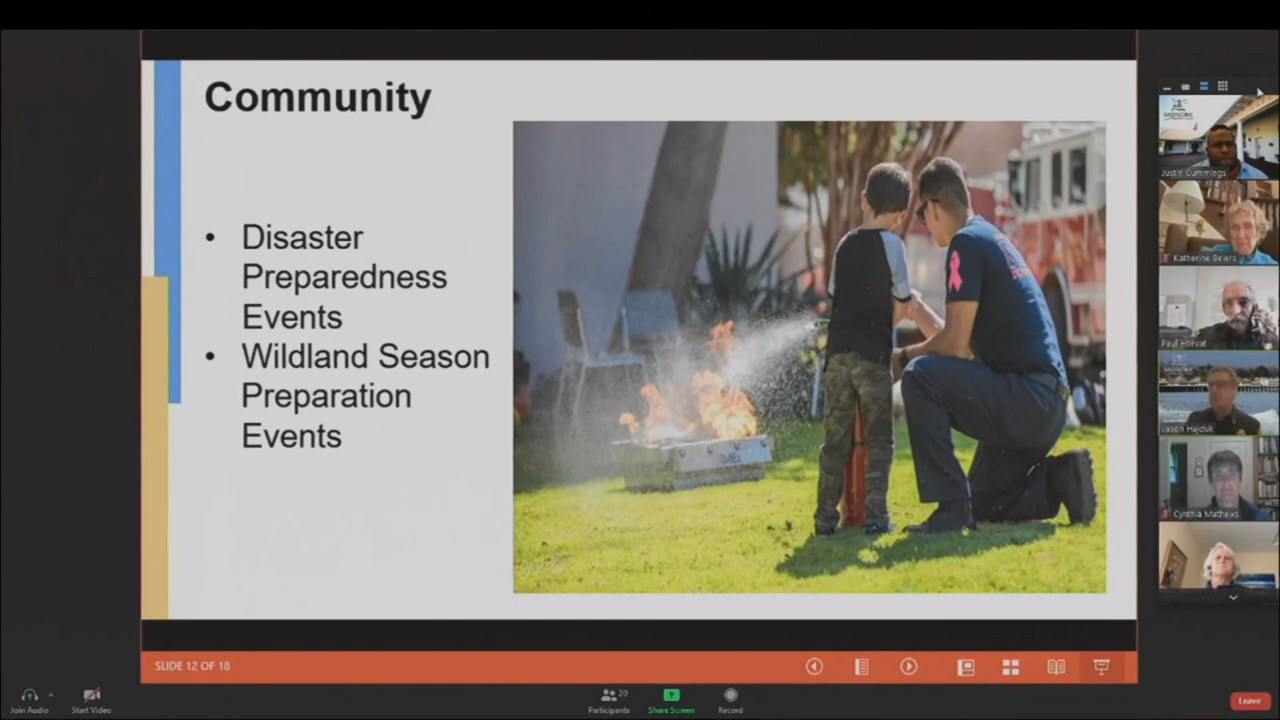 Community
• Disaster
Preparedness
Events
• Wildland Season
Preparation
Events
SLIDE 12 OF 18
Justin Cummings
Katherine Beiers
Paul Horvat
Jason Hajduk
Cynthia Mathews
Join Audio
Start Video
Participants
20
Share Screen
Record
Leave